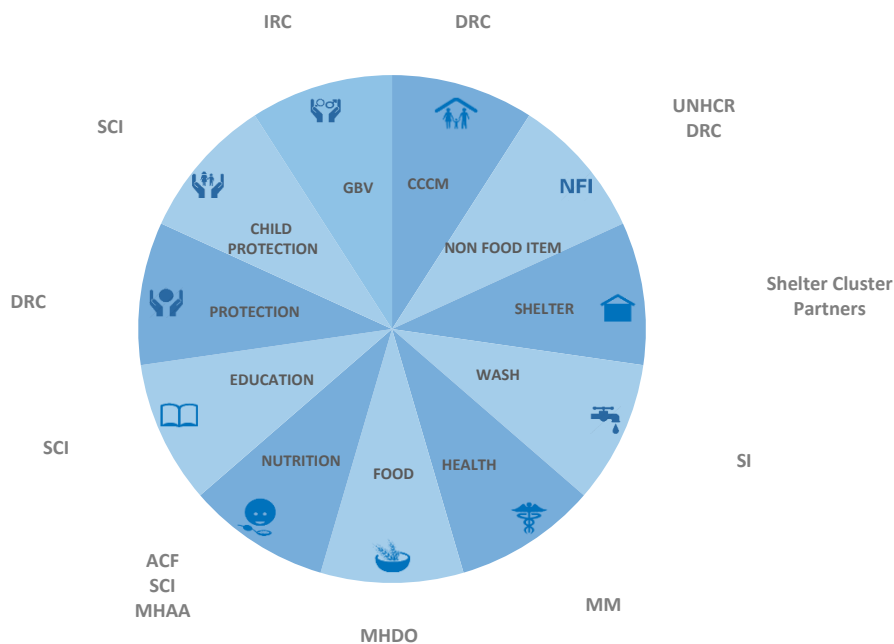 IRC
DRC
SCI
UNHCR
DRC
NFI
GBV
CCCM
CHILD
PROTECTION
NON FOOD ITEM
DRC
PROTECTION
SHELTER
Shelter Cluster
Partners
EDUCATION
WASH
SCI
NUTRITION
FOOD
HEALTH
SI
ACF
SCI
MHAA
MHDO
MM